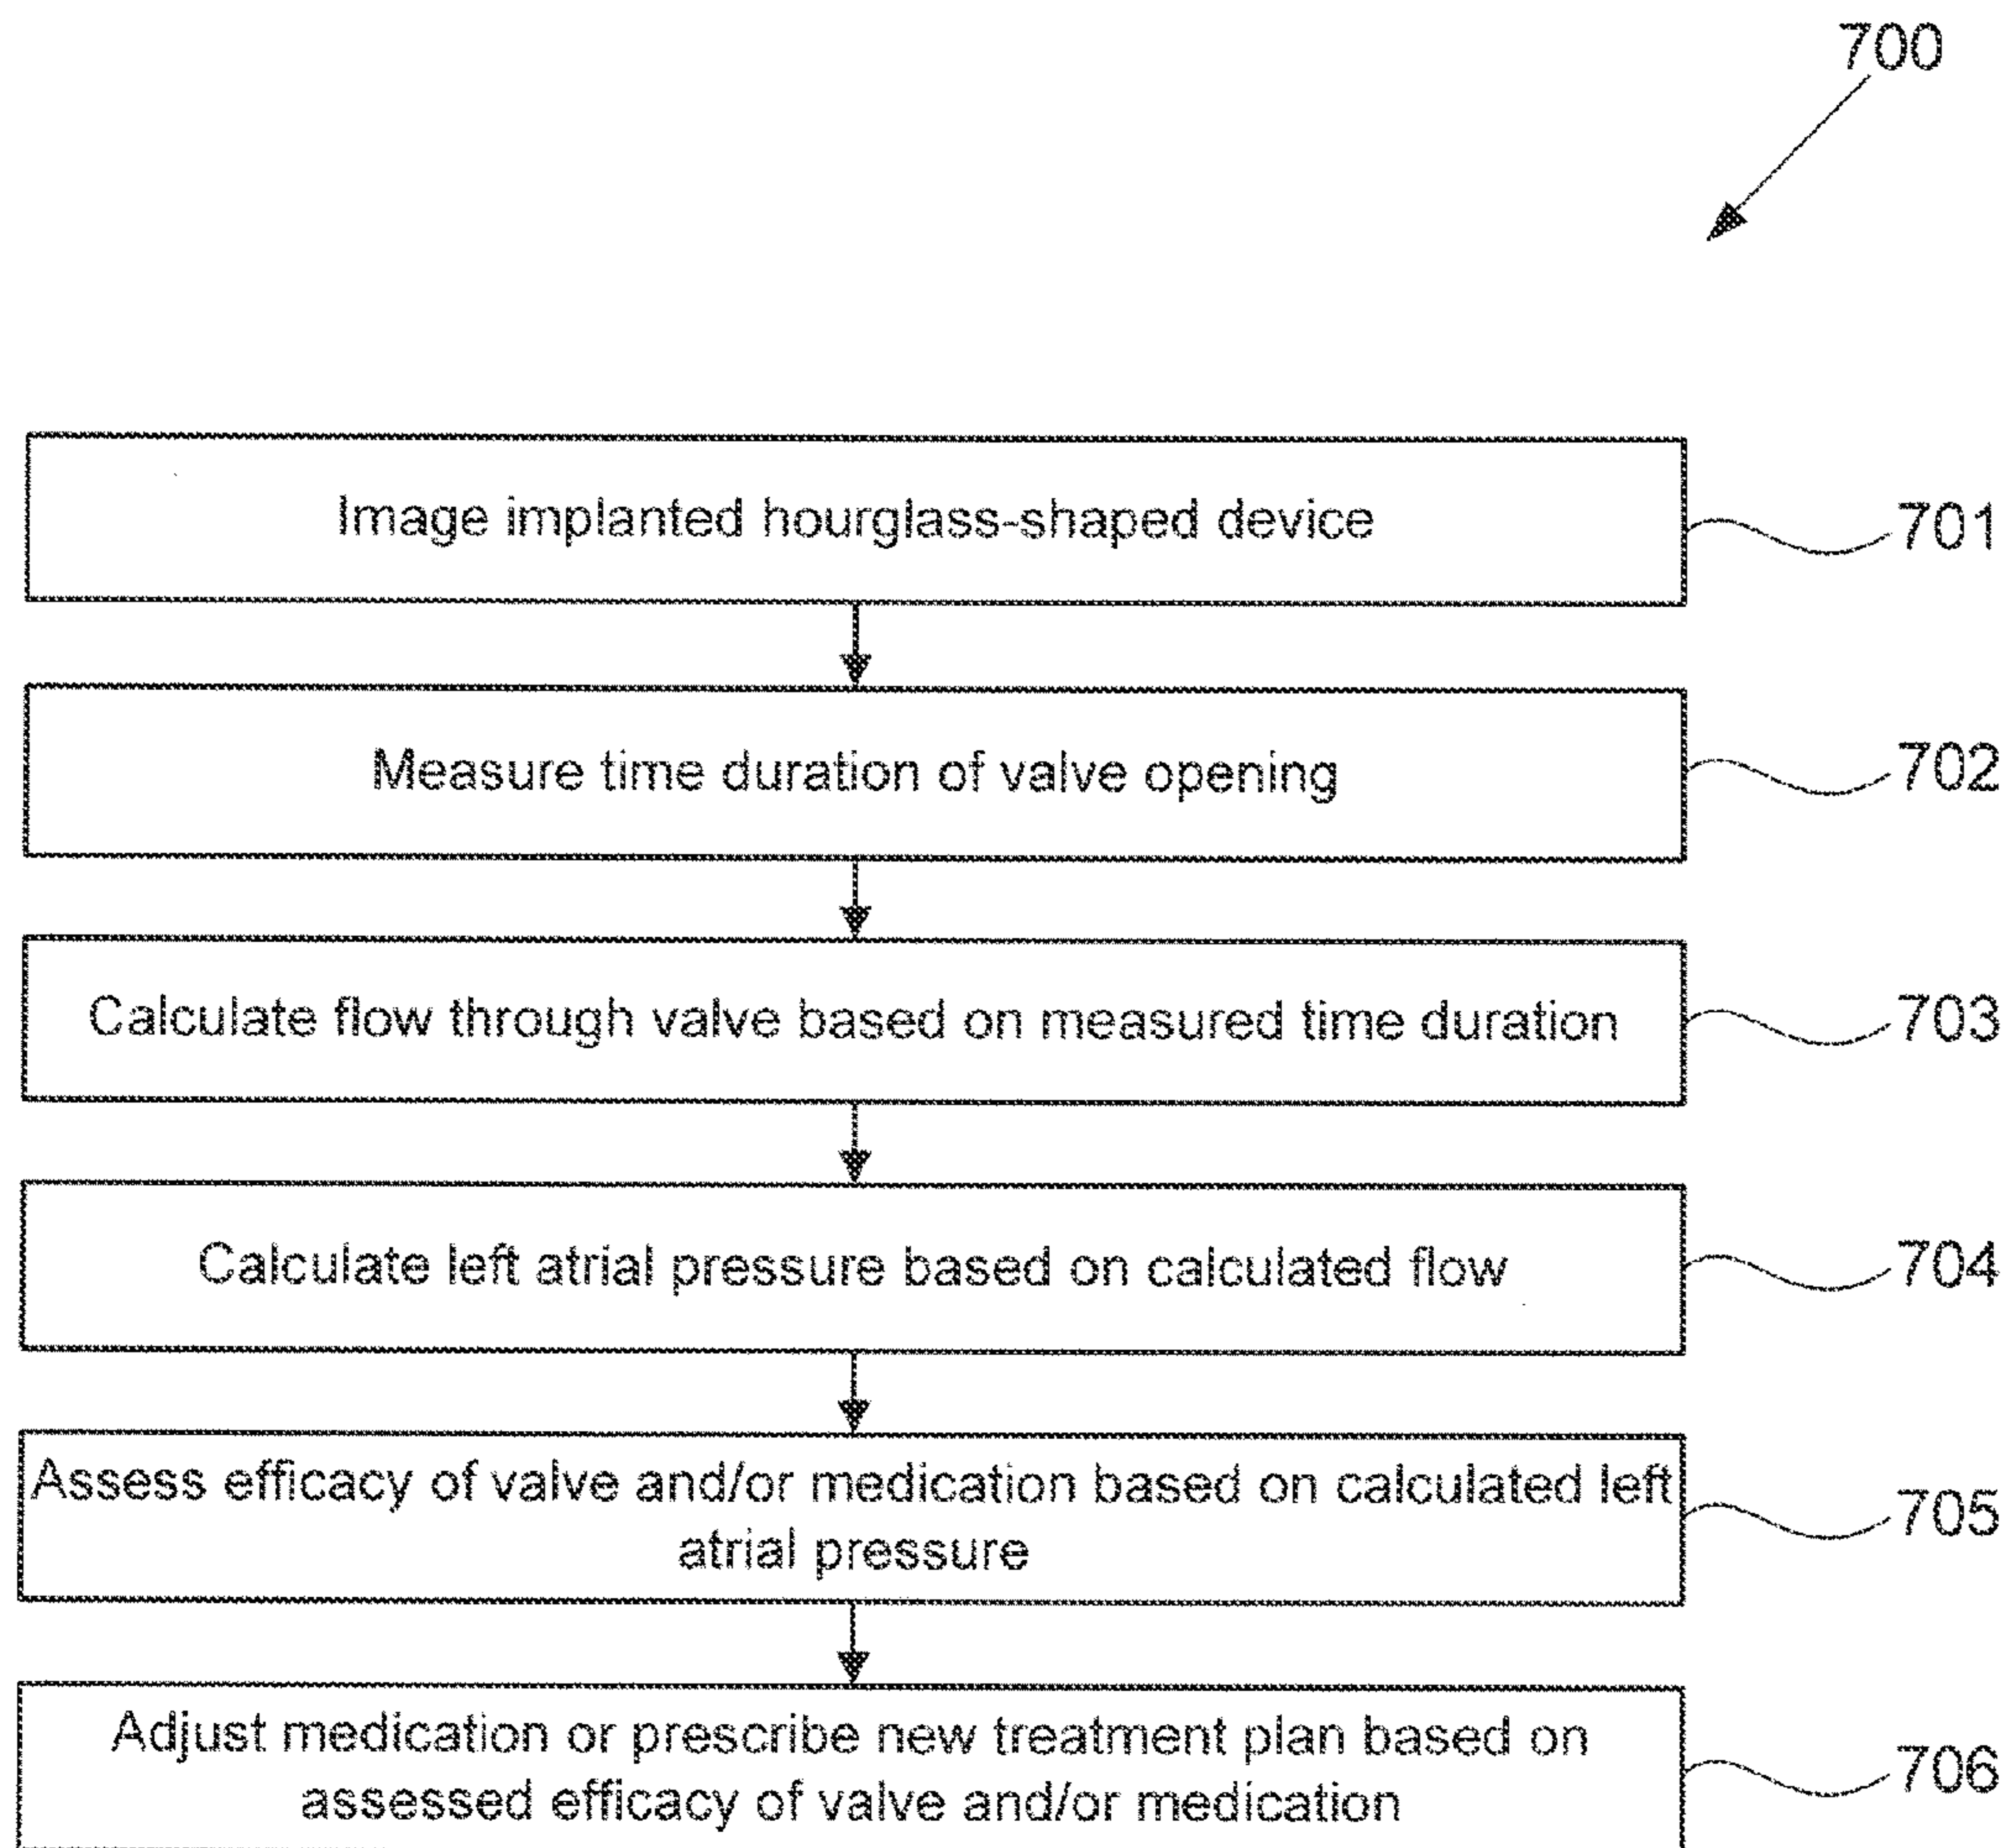 700
Image implanted hourglass-shaped device
701
Measure time duration of valve opening
702
Calculate flow through valve based on measured time duration
703
Calculate left atrial pressure based on calculated flow
704
Assess efficacy of valve and/or medication based on calculated left
atrial pressure
705
Adjust medication or prescribe new treatment plan based on
assessed efficacy of valve and/or medication
706